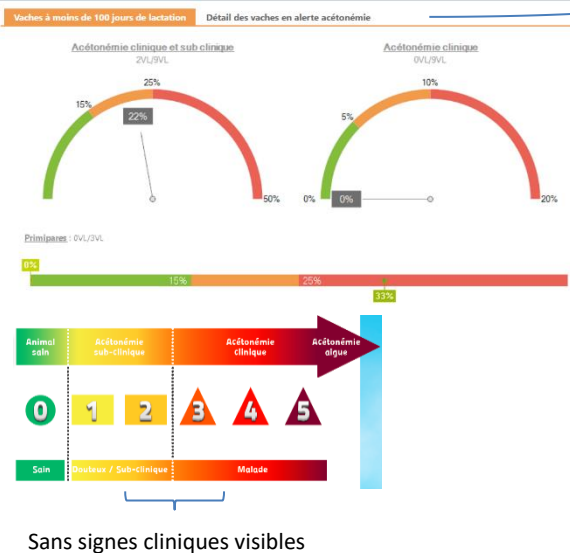 Vaches à moins de 100 jours de lactation Détail des vaches en alerte acétonémie
Acétonémie clinique et sub clinique
2VL/9VL
15%
25%
22%
50%
Acétonémie clinique
0VL/9VL
5%
10%
0%
0%
20%
Primipares : 0VL/3VL
0%
15%
25%
33%
Animal sain
Acétonémie sub-clinique
Acétonémie clinique
Acétonémie aïgue
0 1 2 3 4 5
Sain Douteux / Sub-clinique Malade
Sans signes cliniques visibles